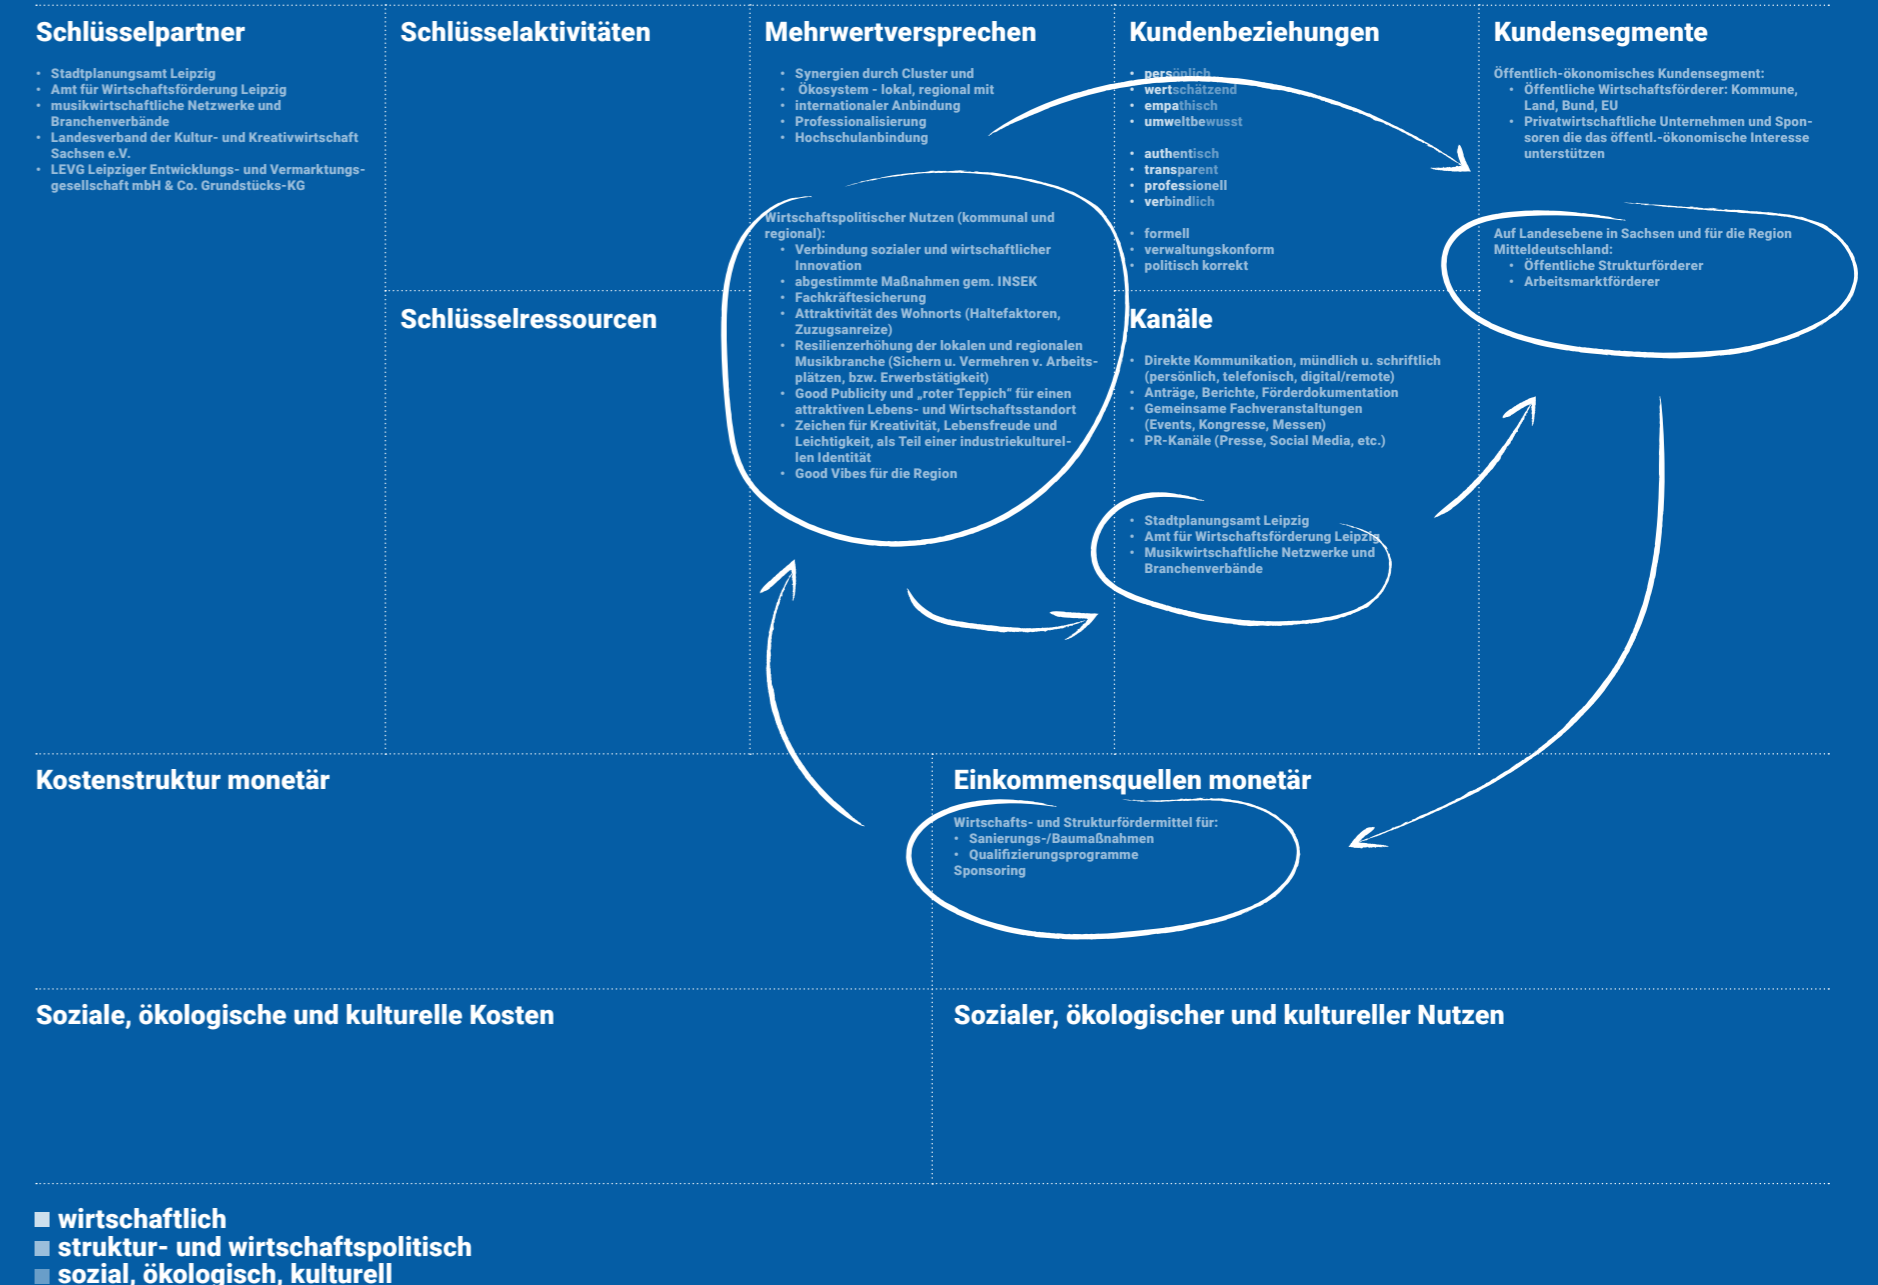 Schlüsselpartner
• Stadtplanungsamt Leipzig
• Amt für Wirtschaftsförderung Leipzig
• musikwirtschaftliche Netzwerke und
Branchenverbände
• Landesverband der Kultur- und Kreativwirtschaft
Sachsen e.V.
• LEVG Leipziger Entwicklungs- und Vermarktungs-
gesellschaft mbH & Co. Grundstücks-KG
Schlüsselaktivitäten
Schlüsselressourcen
Mehrwertversprechen
• Synergien durch Cluster und
• Ökosystem - lokal, regional mit
• internationaler Anbindung
• Professionalisierung
• Hochschulanbindung
Wirtschaftspolitischer Nutzen (kommunal und
regional):
• Verbindung sozialer und wirtschaftlicher
Innovation
• abgestimmte Maßnahmen gem. INSEK
• Fachkräftesicherung
• Attraktivität des Wohnorts (Haltefaktoren,
Zuzugsanreize)
• Resilienzerhöhung der lokalen und regionalen
Musikbranche (Sichern u. Vermehren v. Arbeits-
plätzen, bzw. Erwerbstätigkeit)
• Good Publicity und „roter Teppich" für einen
attraktiven Lebens- und Wirtschaftsstandort
• Zeichen für Kreativität, Lebensfreude und
Leichtigkeit, als Teil einer industriekulturel-
len Identität
• Good Vibes für die Region
Kundenbeziehungen
• persönlich
• wertschätzend
• empathisch
• umweltbewusst
• authentisch
• transparent
• professionell
• verbindlich
• formell
• verwaltungskonform
• politisch korrekt
Kanäle
• Direkte Kommunikation, mündlich u. schriftlich
(persönlich, telefonisch, digital/remote)
• Anträge, Berichte, Förderdokumentation
• Gemeinsame Fachveranstaltungen
(Events, Kongresse, Messen)
• PR-Kanäle (Presse, Social Media, etc.)
• Stadtplanungsamt Leipzig
• Amt für Wirtschaftsförderung Leipzig
• Musikwirtschaftliche Netzwerke und
Branchenverbände
Kundensegmente
Öffentlich-ökonomisches Kundensegment:
• Öffentliche Wirtschaftsförderer: Kommune,
Land, Bund, EU
• Privatwirtschaftliche Unternehmen und Spon-
soren die das öffentl.-ökonomische Interesse
unterstützen
Auf Landesebene in Sachsen und für die Region
Mitteldeutschland:
• Öffentliche Strukturförderer
• Arbeitsmarktförderer
Kostenstruktur monetär
Einkommensquellen monetär
Wirtschafts- und Strukturfördermittel für:
• Sanierungs-/Baumaßnahmen
• Qualifizierungsprogramme
Sponsoring
Soziale, ökologische und kulturelle Kosten
Sozialer, ökologischer und kultureller Nutzen
wirtschaftlich
struktur- und wirtschaftspolitisch
sozial, ökologisch, kulturell